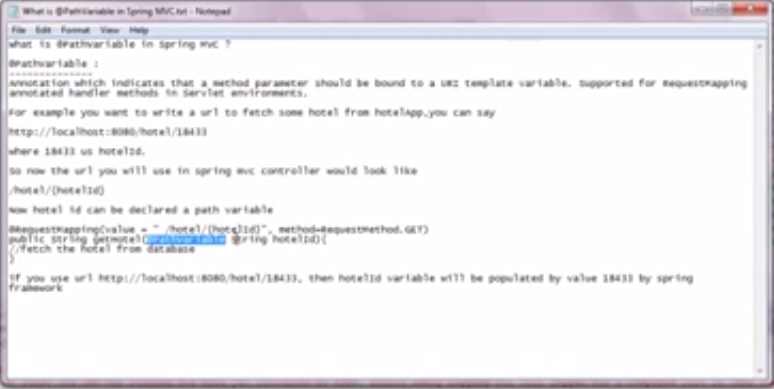 What is @PathVariable in Spring MVC.txt - Notepad
File Edit Format View Help
What is @Pathvariable in Spring MVC ?
@Pathvariable :
--------------
Annotation which indicates that a method parameter should be bound to a URI template variable. Supported for RequestMapping
annotated handler methods in Servlet environments.
For example you want to write a url to fetch some hotel from hotelApp,you can say
http://localhost:8080/hotel/18433
where 18433 us hotelId.
So now the url you will use in spring mvc controller would look like
/hotel/{hotelId}
Now hotel id can be declared a path variable
@RequestMapping(value = " /hotel/{hotelId}", method=RequestMethod.GET)
public String getHotel(@Pathvariable String hotelId){
//fetch the hotel from database
}
If you use url http://localhost:8080/hotel/18433, then hotelId variable will be populated by value 18433 by spring
framework